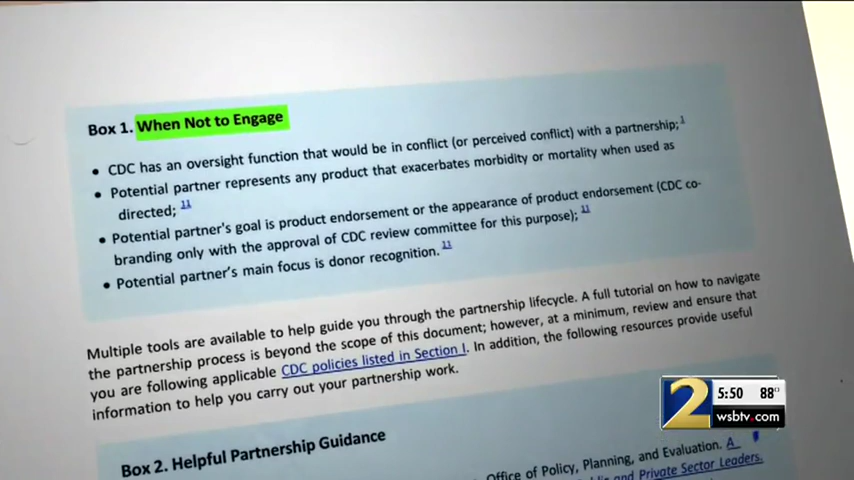 Box 1. When Not to Engage
• CDC has an oversight function that would be in conflict (or perceived conflict) with a partnership; 1
• Potential partner represents any product that exacerbates morbidity or mortality when used as
directed; 11
• Potential partner's goal is product endorsement or the appearance of product endorsement (CDC co-
branding only with the approval of CDC review committee for this purpose); 11
• Potential partner's main focus is donor recognition. 11
Multiple tools are available to help guide you through the partnership lifecycle. A full tutorial on how to navigate
the partnership process is beyond the scope of this document; however, at a minimum, review and ensure that
you are following applicable CDC policies listed in Section I. In addition, the following resources provide useful
information to help you carry out your partnership work.
Box 2. Helpful Partnership Guidance
Office of Policy, Planning, and Evaluation. A
and Private Sector Leaders.
2
5:50 88°
wsbtv.com